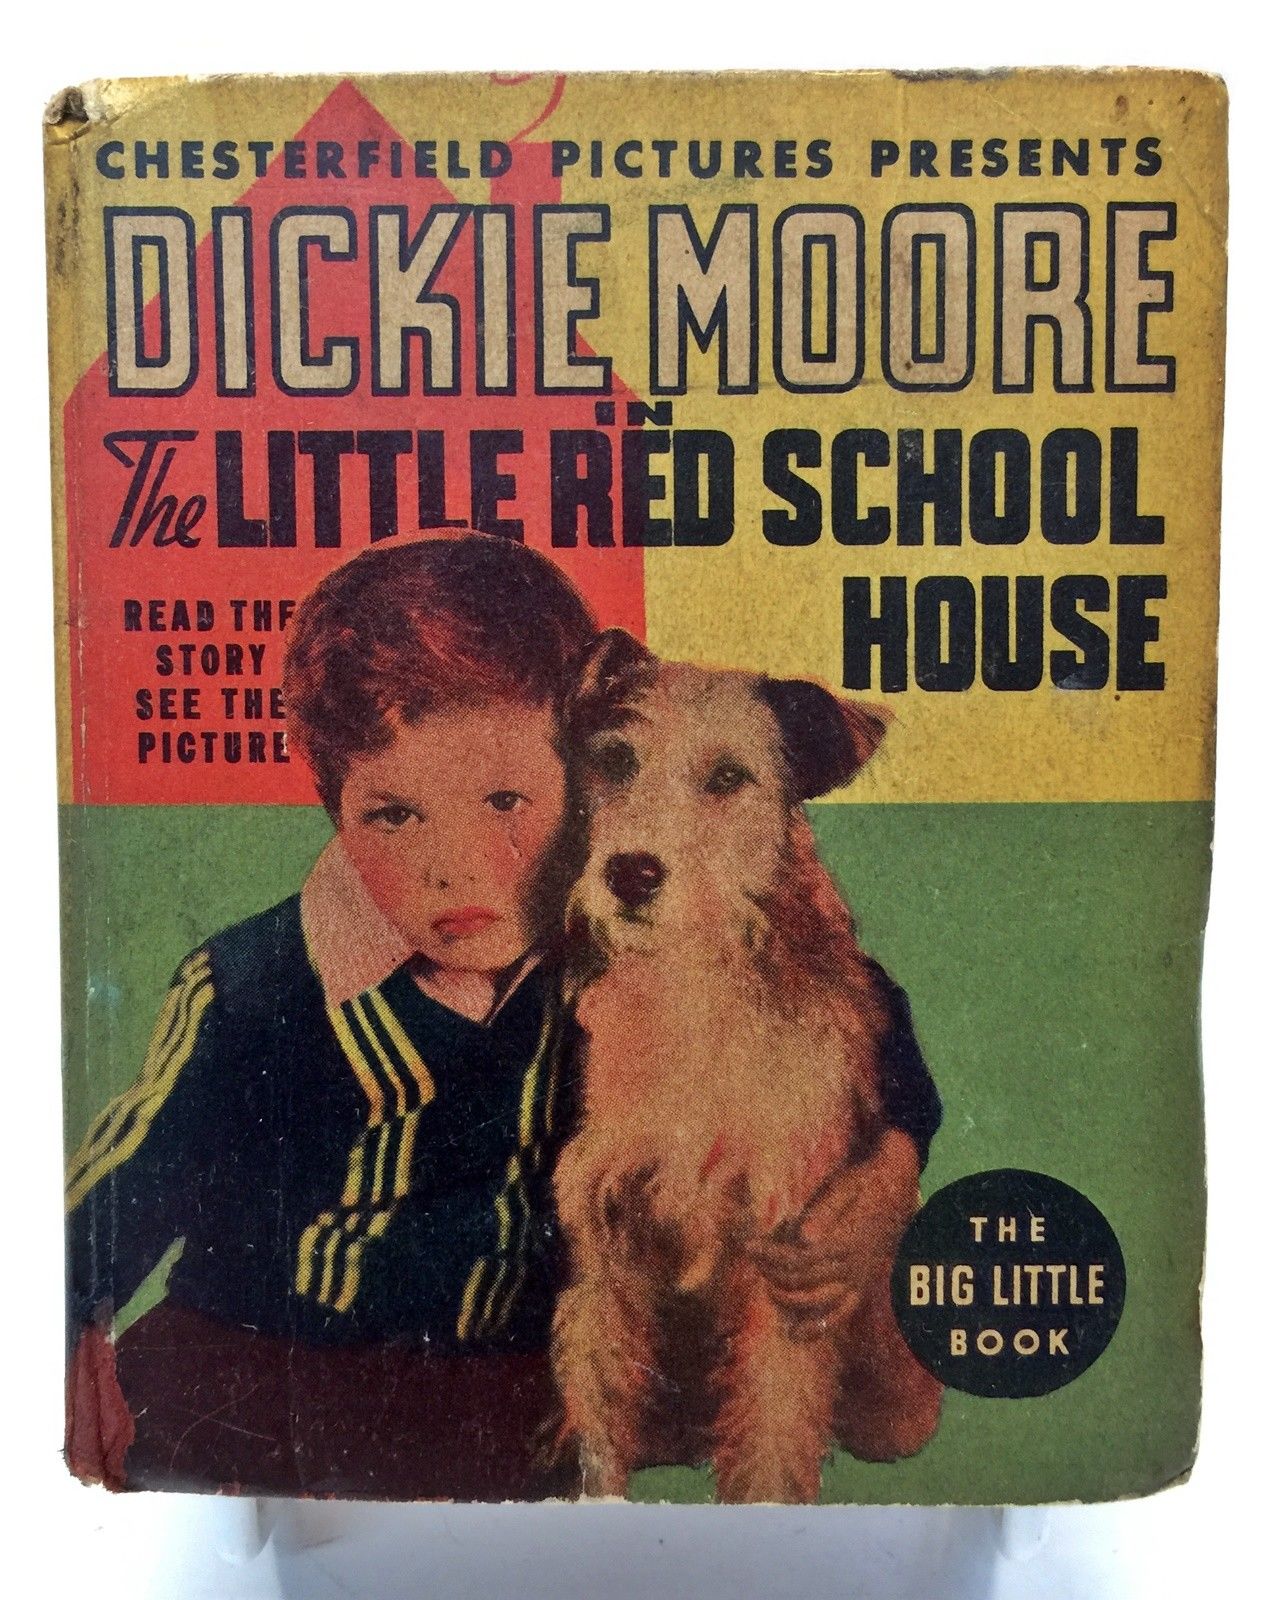 CHESTERFIELD PICTURES PRESENTS
DICKIE MOORE
IN
The LITTLE RED SCHOOL
HOUSE
READ THE
STORY
SEE THE
PICTURE
THE
BIG LITTLE
BOOK